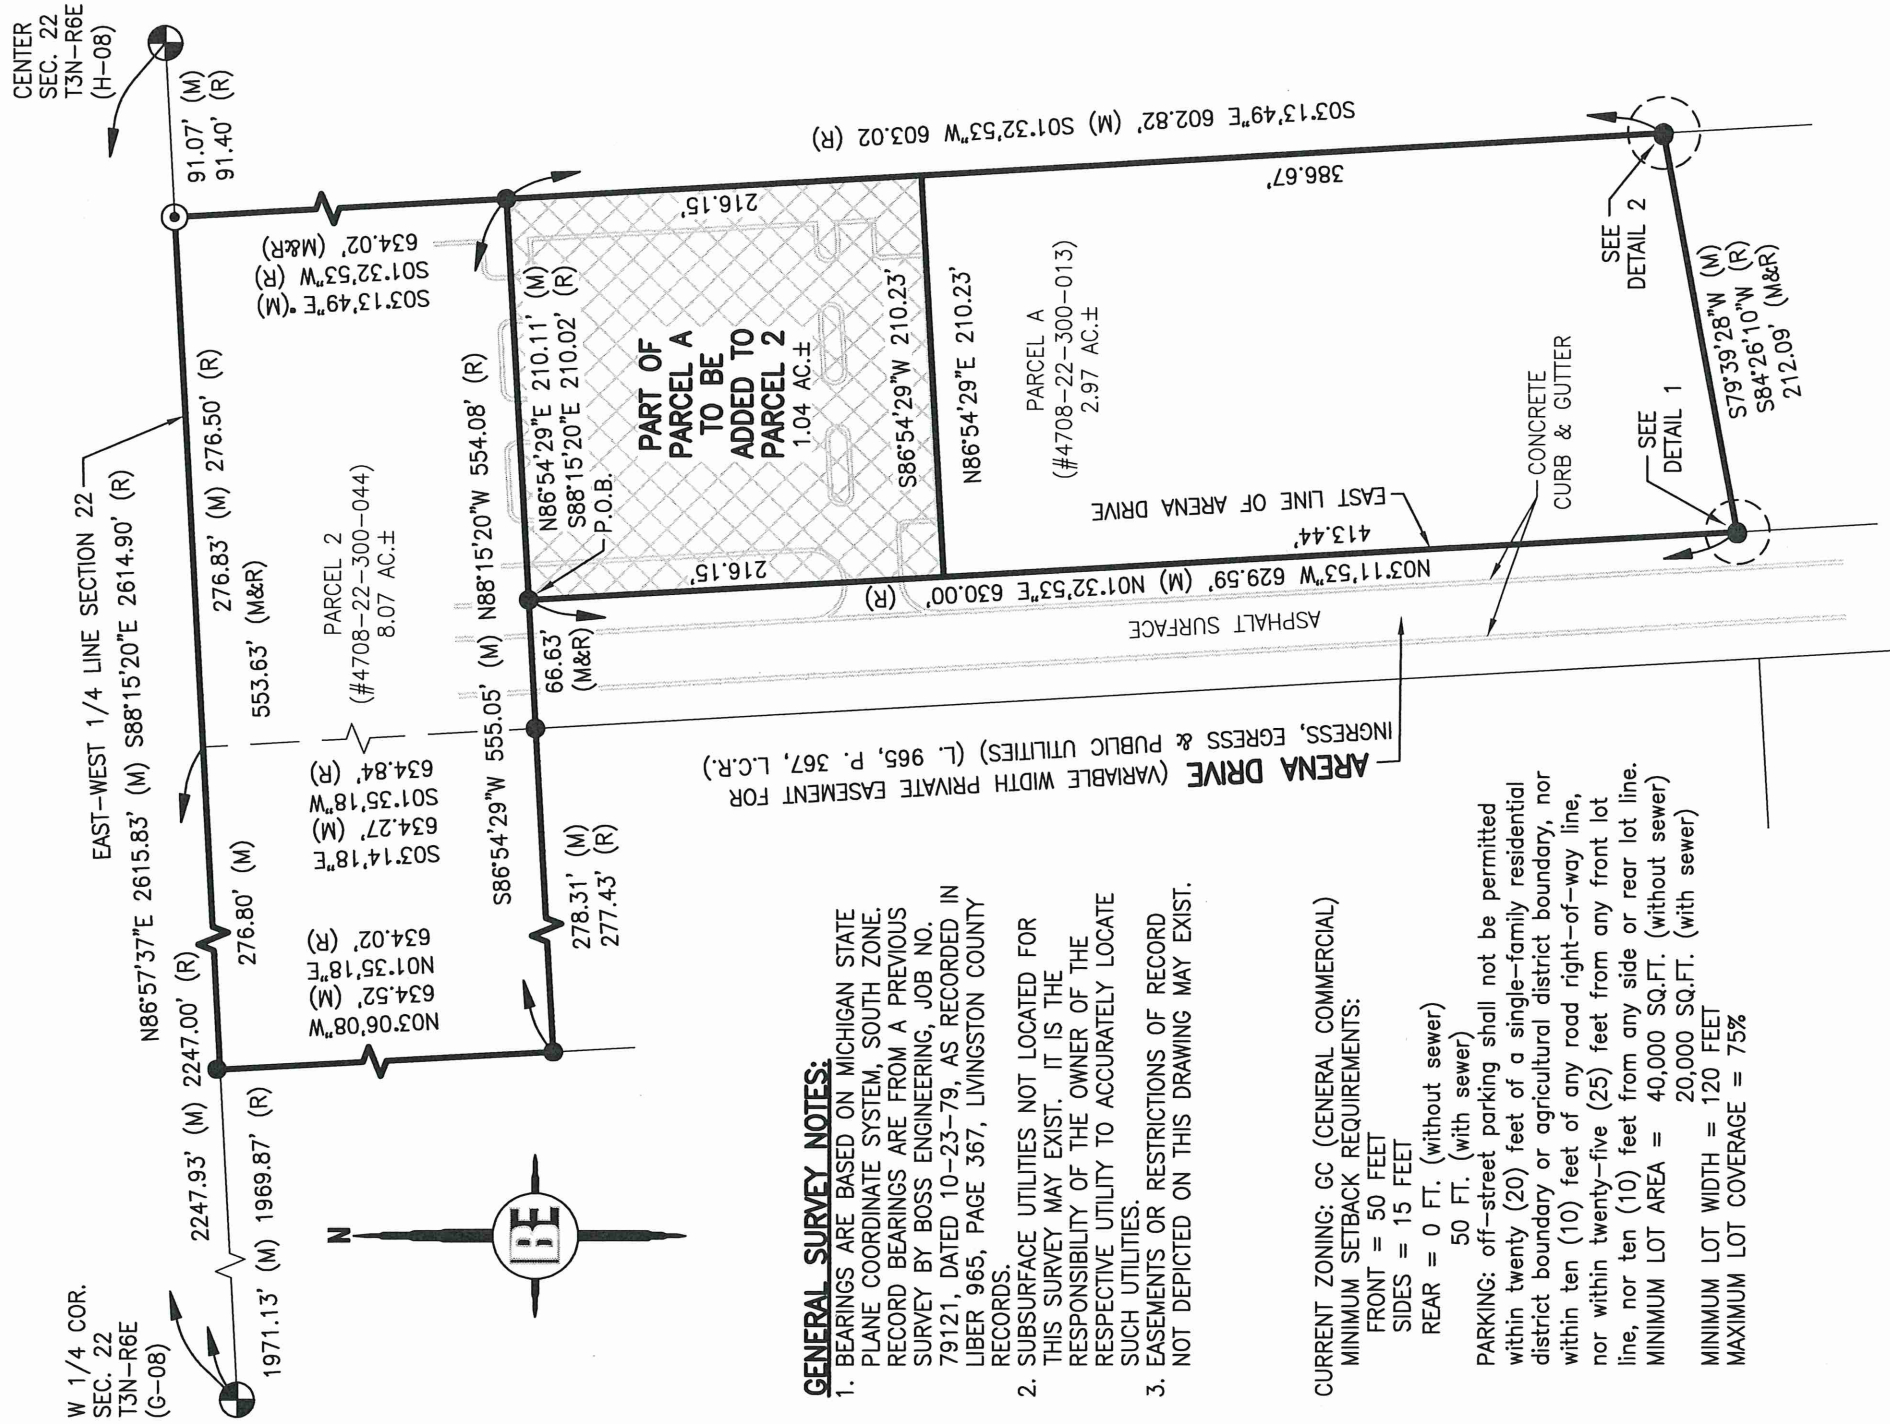 W 1/4 COR.
SEC. 22
T3N-R6E
(G-08)
1971.13' (M) 1969.87' (R)
2247.93' (M) 2247.00' (R)
CENTER
SEC. 22
T3N-R6E
(H-08)
91.07' (M)
91.40' (R)
EAST-WEST 1/4 LINE SECTION 22
N86°57'37"E 2615.83' (M) S88°15'20"E 2614.90' (R)
276.80' (M)
276.83' (M) 276.50' (R)
553.63' (M&R)
N03°06'08"W
634.52' (M)
N01°35'18"E
634.02' (R)
S03°14'18"E
634.27' (M)
S01°35'18"W
634.84' (R)
PARCEL 2
(#4708-22-300-044)
8.07 AC.±
S03°13'49"E (M)
S01°32'53"W (R)
634.02' (M&R)
S86°54'29"W 555.05' (M) N88°15'20"W 554.08' (R)
278.31' (M)
277.43' (R)
66.63'
(M&R)
P.O.B.
N86°54'29"E 210.11' (M)
S88°15'20"E 210.02' (R)
216.15'
PART OF
PARCEL A
TO BE
ADDED TO
PARCEL 2
1.04 AC.±
216.15'
S86°54'29"W 210.23'
N86°54'29"E 210.23'
S03°13'49"E 602.82' (M) S01°32'53"W 603.02 (R)
386.67'
PARCEL A
(#4708-22-300-013)
2.97 AC.±
N03°11'53"W 629.59' (M) N01°32'53"E 630.00' (R)
413.44'
EAST LINE OF ARENA DRIVE
ASPHALT SURFACE
CONCRETE
CURB & GUTTER
ARENA DRIVE (VARIABLE WIDTH PRIVATE EASEMENT FOR
INGRESS, EGRESS & PUBLIC UTILITIES) (L. 965, P. 367, L.C.R.)
SEE
DETAIL 1
SEE
DETAIL 2
S79°39'28"W (M)
S84°26'10"W (R)
212.09' (M&R)
N
BE
GENERAL SURVEY NOTES:
1. BEARINGS ARE BASED ON MICHIGAN STATE
PLANE COORDINATE SYSTEM, SOUTH ZONE.
RECORD BEARINGS ARE FROM A PREVIOUS
SURVEY BY BOSS ENGINEERING, JOB NO.
79121, DATED 10-23-79, AS RECORDED IN
LIBER 965, PAGE 367, LIVINGSTON COUNTY
RECORDS.
2. SUBSURFACE UTILITIES NOT LOCATED FOR
THIS SURVEY MAY EXIST. IT IS THE
RESPONSIBILITY OF THE OWNER OF THE
RESPECTIVE UTILITY TO ACCURATELY LOCATE
SUCH UTILITIES.
3. EASEMENTS OR RESTRICTIONS OF RECORD
NOT DEPICTED ON THIS DRAWING MAY EXIST.
CURRENT ZONING: GC (CENERAL COMMERCIAL)
MINIMUM SETBACK REQUIREMENTS:
FRONT = 50 FEET
SIDES = 15 FEET
REAR = 0 FT. (without sewer)
50 FT. (with sewer)
PARKING: off-street parking shall not be permitted
within twenty (20) feet of a single-family residential
district boundary or agricultural district boundary, nor
within ten (10) feet of any road right-of-way line,
nor within twenty-five (25) feet from any front lot
line, nor ten (10) feet from any side or rear lot line.
MINIMUM LOT AREA = 40,000 SQ.FT. (without sewer)
20,000 SQ.FT. (with sewer)
MINIMUM LOT WIDTH = 120 FEET
MAXIMUM LOT COVERAGE = 75%